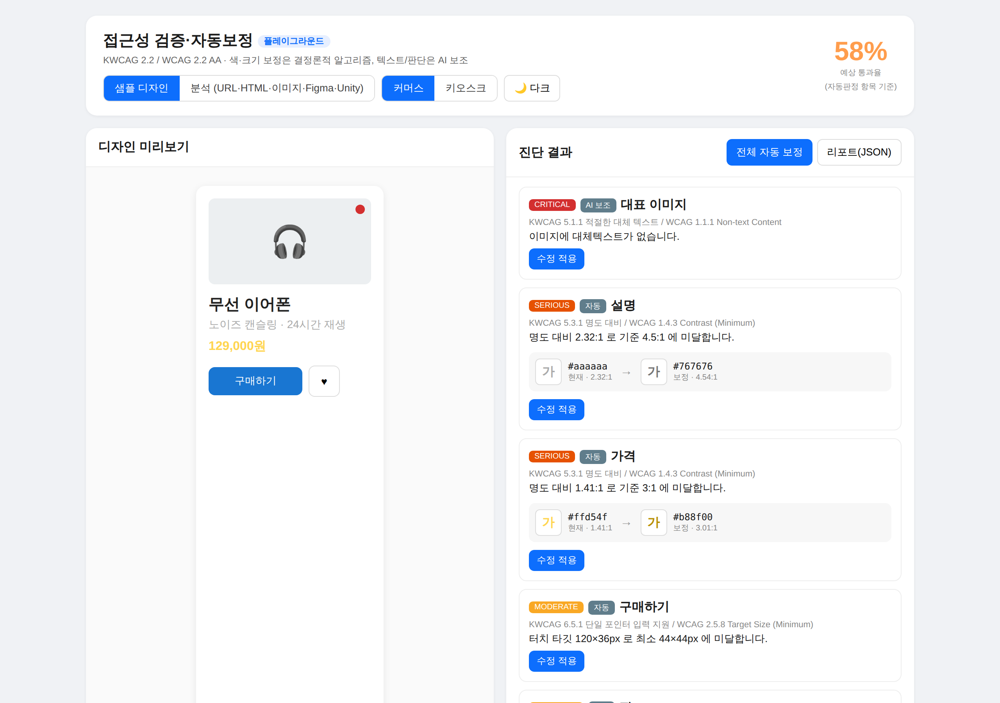 접근성 검증·자동보정 플레이그라운드
KWCAG 2.2 / WCAG 2.2 AA · 색·크기 보정은 결정론적 알고리즘, 텍스트/판단은 AI 보조
샘플 디자인 분석 (URL·HTML·이미지·Figma·Unity) 커머스 키오스크 🌙 다크
58%
예상 통과율
(자동판정 항목 기준)
디자인 미리보기
무선 이어폰
노이즈 캔슬링 · 24시간 재생
129,000원
구매하기 ♥
진단 결과 전체 자동 보정 리포트(JSON)
CRITICAL AI 보조 대표 이미지
KWCAG 5.1.1 적절한 대체 텍스트 / WCAG 1.1.1 Non-text Content
이미지에 대체텍스트가 없습니다.
수정 적용
SERIOUS 자동 설명
KWCAG 5.3.1 명도 대비 / WCAG 1.4.3 Contrast (Minimum)
명도 대비 2.32:1 로 기준 4.5:1 에 미달합니다.
가 #aaaaaa → 가 #767676
현재 · 2.32:1 보정 · 4.54:1
수정 적용
SERIOUS 자동 가격
KWCAG 5.3.1 명도 대비 / WCAG 1.4.3 Contrast (Minimum)
명도 대비 1.41:1 로 기준 3:1 에 미달합니다.
가 #ffd54f → 가 #b88f00
현재 · 1.41:1 보정 · 3.01:1
수정 적용
MODERATE 자동 구매하기
KWCAG 6.5.1 단일 포인터 입력 지원 / WCAG 2.5.8 Target Size (Minimum)
터치 타깃 120×36px 로 최소 44×44px 에 미달합니다.
수정 적용